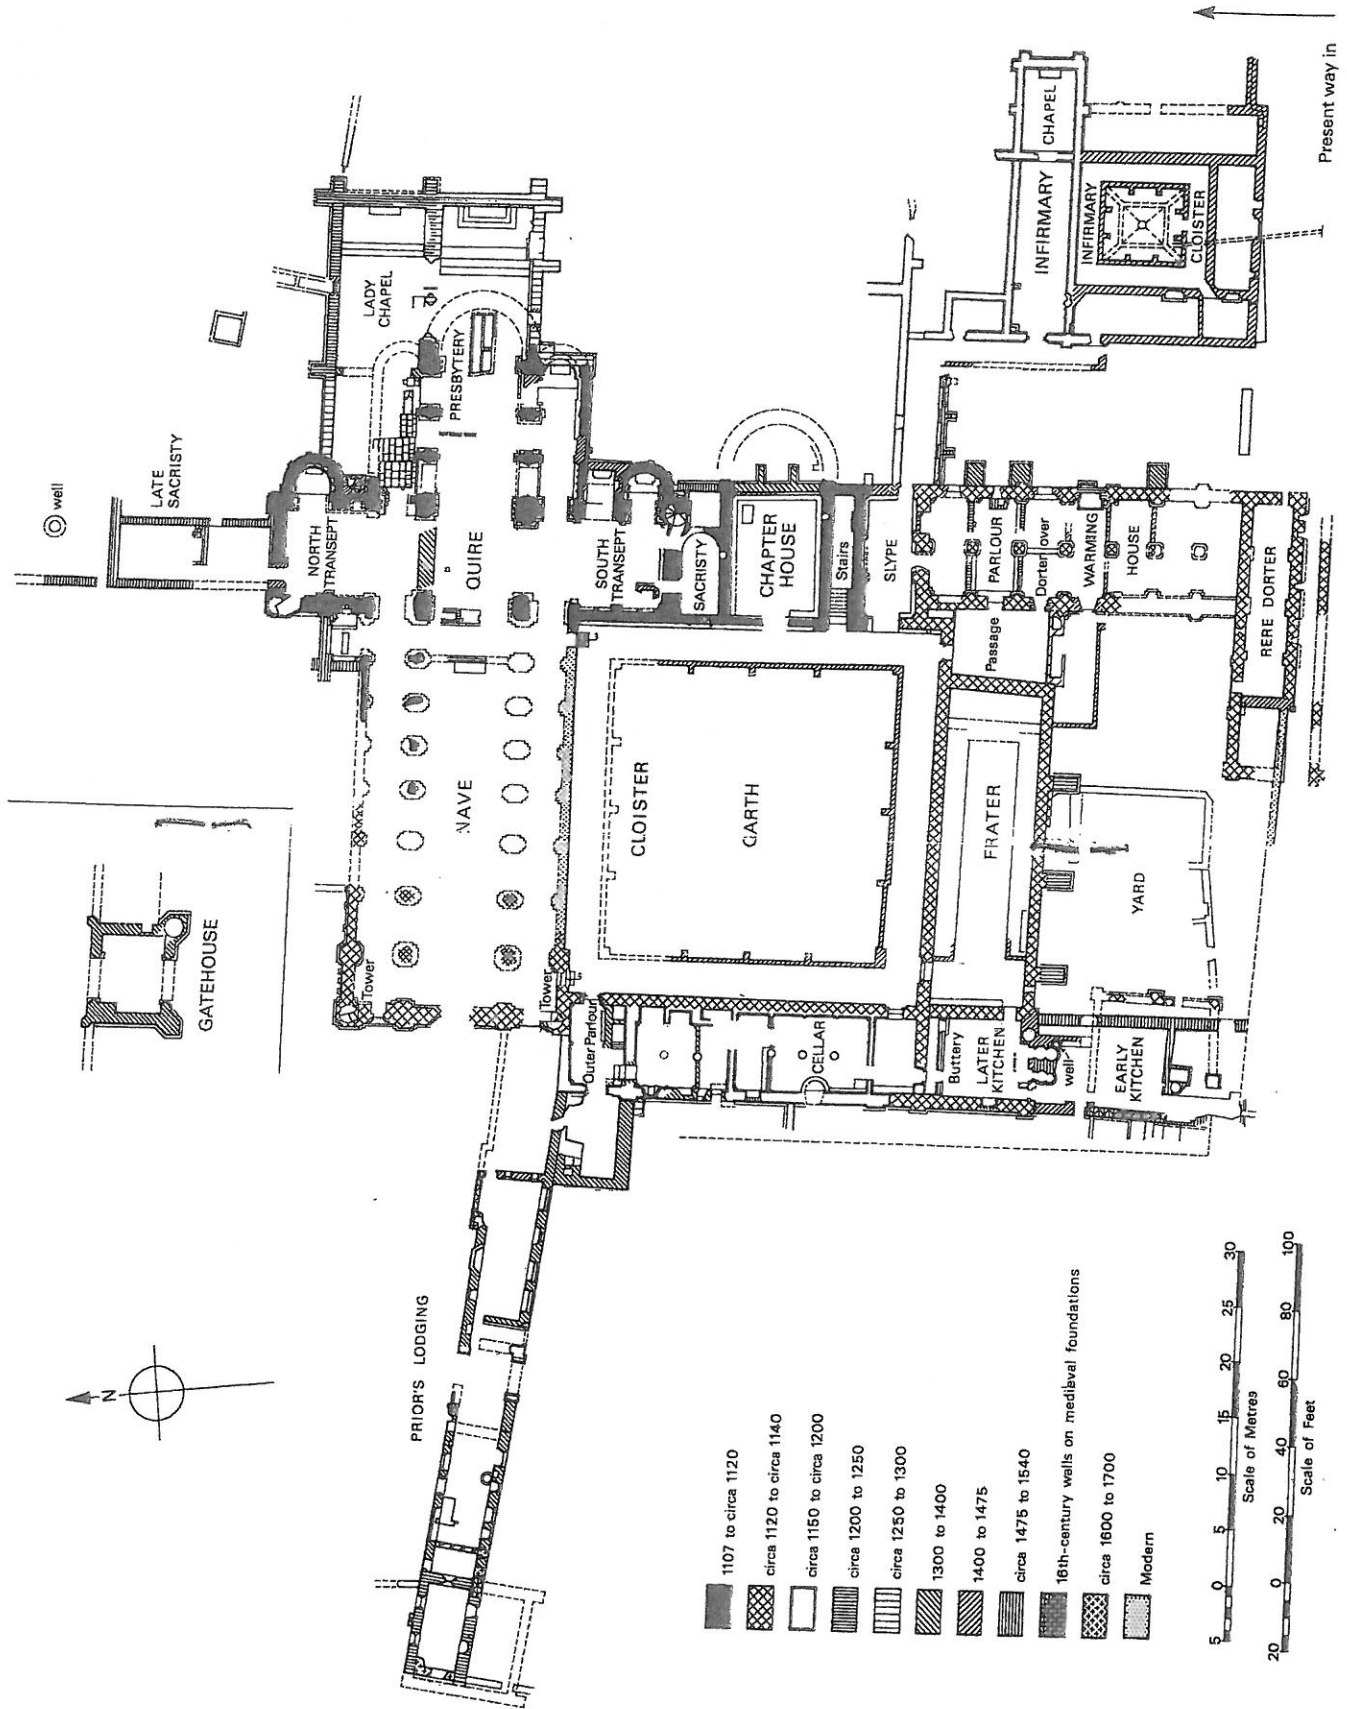 Present way in
well
LATE
SACRISTY
LADY
CHAPEL
NORTH
TRANSEPT
PRESBYTERY
QUIRE
SOUTH
TRANSEPT
SACRISTY
CHAPTER
HOUSE
Stairs
SLYPE
INFIRMARY
CHAPEL
INFIRMARY
CLOISTER
PARLOUR
Dorter over
WARMING
HOUSE
RERE DORTER
Passage
NAVE
CLOISTER
GARTH
FRATER
YARD
GATEHOUSE
Tower
Tower
Outer Parlour
CELLAR
Buttery
LATER
KITCHEN
well
EARLY
KITCHEN
PRIOR'S LODGING
N
1107 to circa 1120
circa 1120 to circa 1140
circa 1150 to circa 1200
circa 1200 to 1250
circa 1250 to 1300
1300 to 1400
1400 to 1475
circa 1475 to 1540
16th-century walls on medieval foundations
circa 1600 to 1700
Modern
5 0 5 10 15 20 25 30
Scale of Metres
20 0 20 40 60 80 100
Scale of Feet